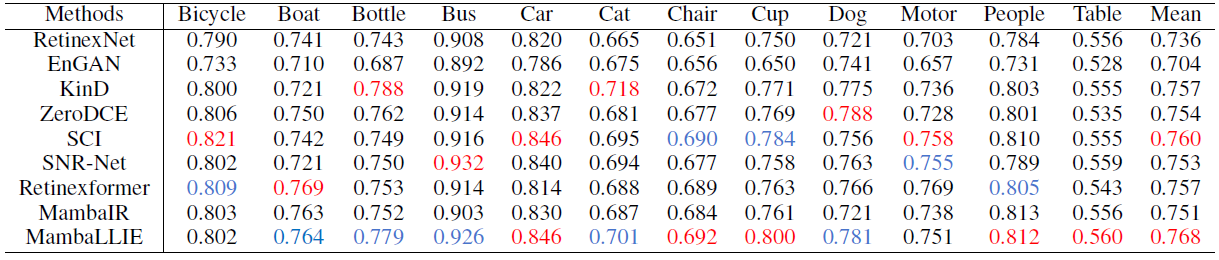 Methods Bicycle Boat Bottle Bus Car Cat Chair Cup Dog Motor People Table Mean
RetinexNet 0.790 0.741 0.743 0.908 0.820 0.665 0.651 0.750 0.721 0.703 0.784 0.556 0.736
EnGAN 0.733 0.710 0.687 0.892 0.786 0.675 0.656 0.650 0.741 0.657 0.731 0.528 0.704
KinD 0.800 0.721 0.788 0.919 0.822 0.718 0.672 0.771 0.775 0.736 0.803 0.555 0.757
ZeroDCE 0.806 0.750 0.762 0.914 0.837 0.681 0.677 0.769 0.788 0.728 0.801 0.535 0.754
SCI 0.821 0.742 0.749 0.916 0.846 0.695 0.690 0.784 0.756 0.758 0.810 0.555 0.760
SNR-Net 0.802 0.721 0.750 0.932 0.840 0.694 0.677 0.758 0.763 0.755 0.789 0.559 0.753
Retinexformer 0.809 0.769 0.753 0.914 0.814 0.688 0.689 0.763 0.766 0.769 0.805 0.543 0.757
MambaIR 0.803 0.763 0.752 0.903 0.830 0.687 0.684 0.761 0.721 0.738 0.813 0.556 0.751
MambaLLIE 0.802 0.764 0.779 0.926 0.846 0.701 0.692 0.800 0.781 0.751 0.812 0.560 0.768